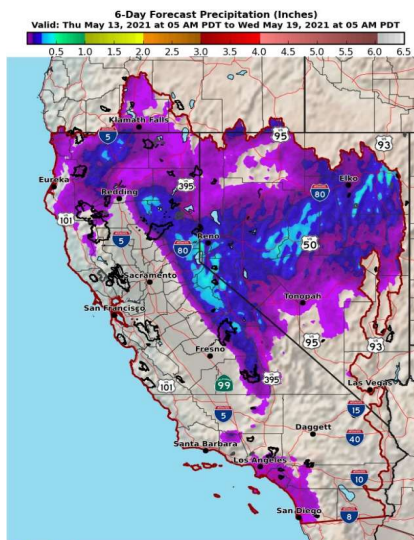 6-Day Forecast Precipitation (Inches)
Valid: Thu May 13, 2021 at 05 AM PDT to Wed May 19, 2021 at 05 AM PDT
0.5 1.0 1.5 2.0 2.5 3.0 3.5 4.0 4.5 5.0 5.5 6.0 6.5
Klamath Falls
5
95
93
Eureka
Redding
395
Elko
80
101
5
Reno
80
50
Sacramento
Tonopah
San Francisco
95
93
Fresno
99
395
101
Las Vegas
5
15
Daggett
40
Santa Barbara
Los Angeles
10
San Diego
8